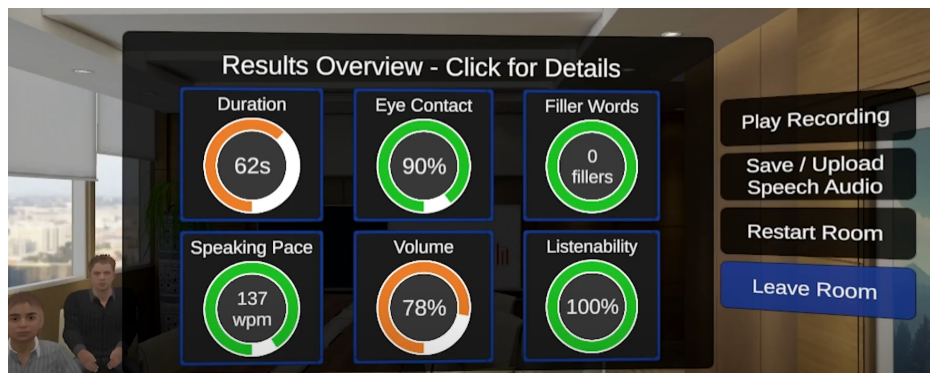 Results Overview - Click for Details
Duration
62s
Eye Contact
90%
Filler Words
0
fillers
Speaking Pace
137
wpm
Volume
78%
Listenability
100%
Play Recording
Save / Upload
Speech Audio
Restart Room
Leave Room